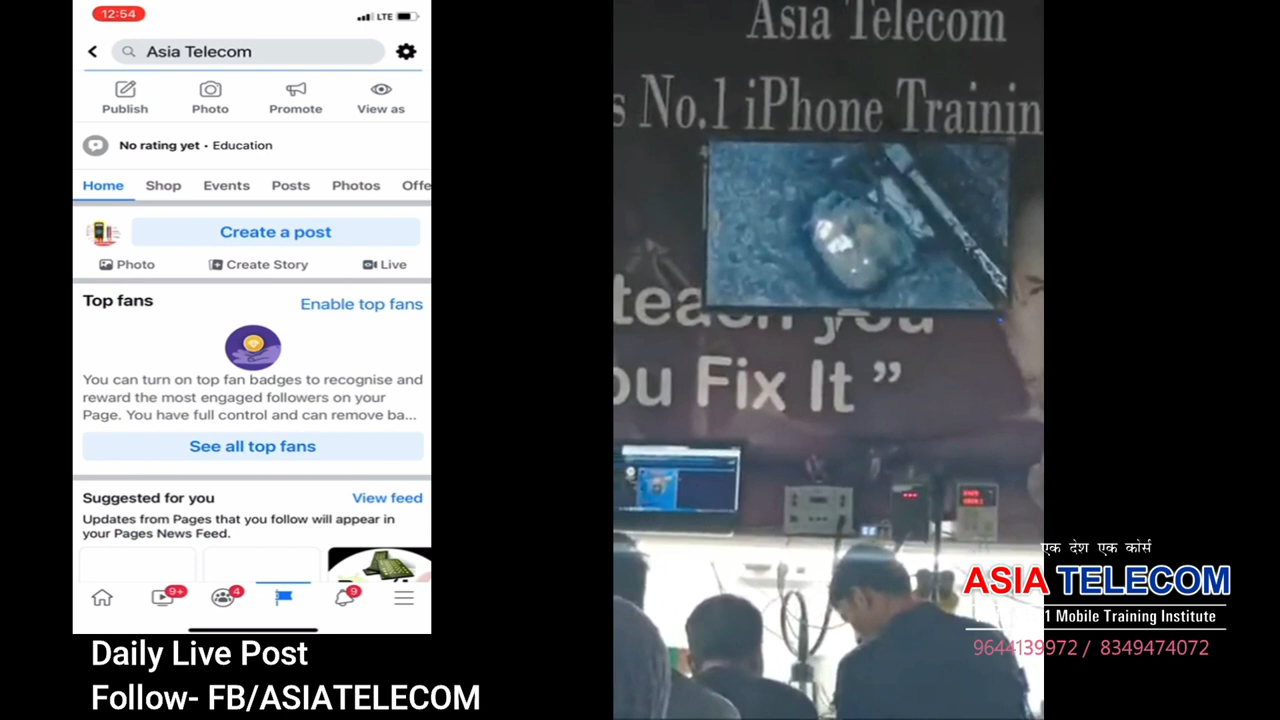 12:54
LTE
Asia Telecom
Publish
Photo
Promote
View as
No rating yet • Education
Home
Shop
Events
Posts
Photos
Offe
Create a post
Photo
Create Story
Live
Top fans
Enable top fans
You can turn on top fan badges to recognise and
reward the most engaged followers on your
Page. You have full control and can remove ba...
See all top fans
Suggested for you
View feed
Updates from Pages that you follow will appear in
your Pages News Feed.
9+
4
9
Daily Live Post
Follow- FB/ASIATELECOM
Asia Telecom
s No.1 iPhone Trainin
teach you
ou Fix It ”
एक देश एक कोर्स
ASIA TELECOM
1 Mobile Training Institute
9644139972 / 8349474072